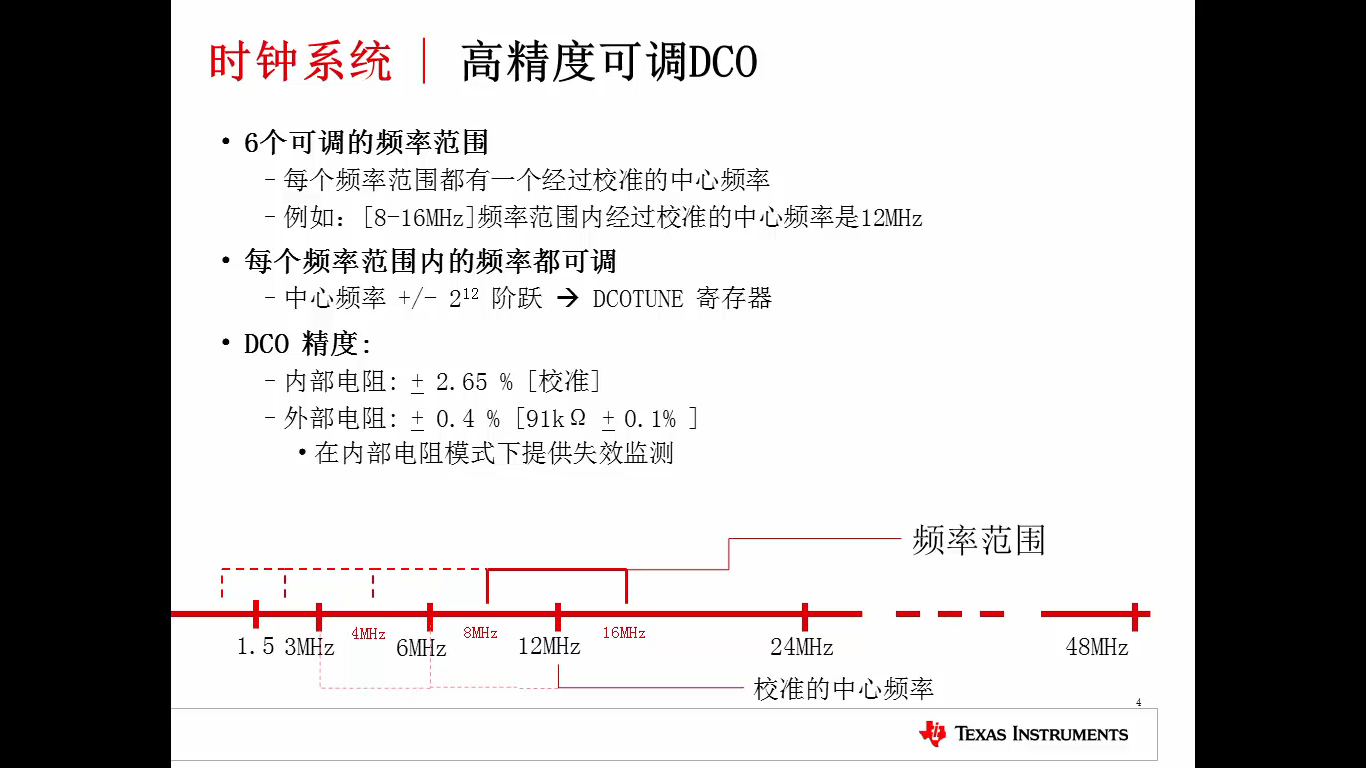 时钟系统 | 高精度可调DCO
• 6个可调的频率范围
– 每个频率范围都有一个经过校准的中心频率
– 例如：[8-16MHz]频率范围内经过校准的中心频率是12MHz
• 每个频率范围内的频率都可调
– 中心频率 +/- 2¹² 阶跃 → DCOTUNE 寄存器
• DCO 精度:
– 内部电阻: ± 2.65 % [校准]
– 外部电阻: ± 0.4 % [91kΩ ± 0.1% ]
• 在内部电阻模式下提供失效监测
频率范围
1.5 3MHz 4MHz 6MHz 8MHz 12MHz 16MHz 24MHz 48MHz
校准的中心频率
4
TEXAS INSTRUMENTS